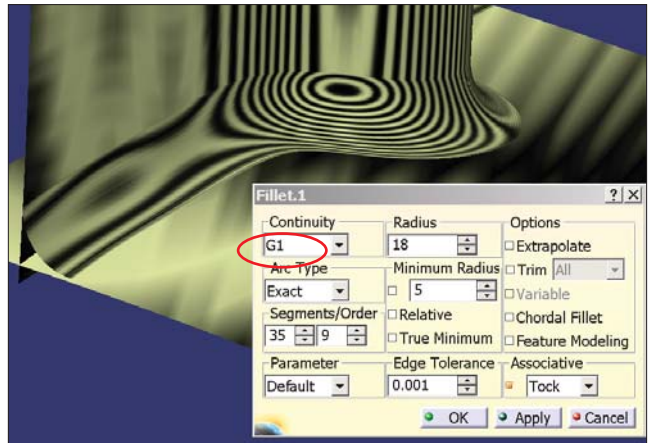 Fillet.1
Continuity Radius Options
G1 18 Extrapolate
Arc Type Minimum Radius Trim All
Exact 5 Variable
Segments/Order Relative Chordal Fillet
35 9 True Minimum Feature Modeling
Parameter Edge Tolerance Associative
Default 0.001 Tock
OK Apply Cancel